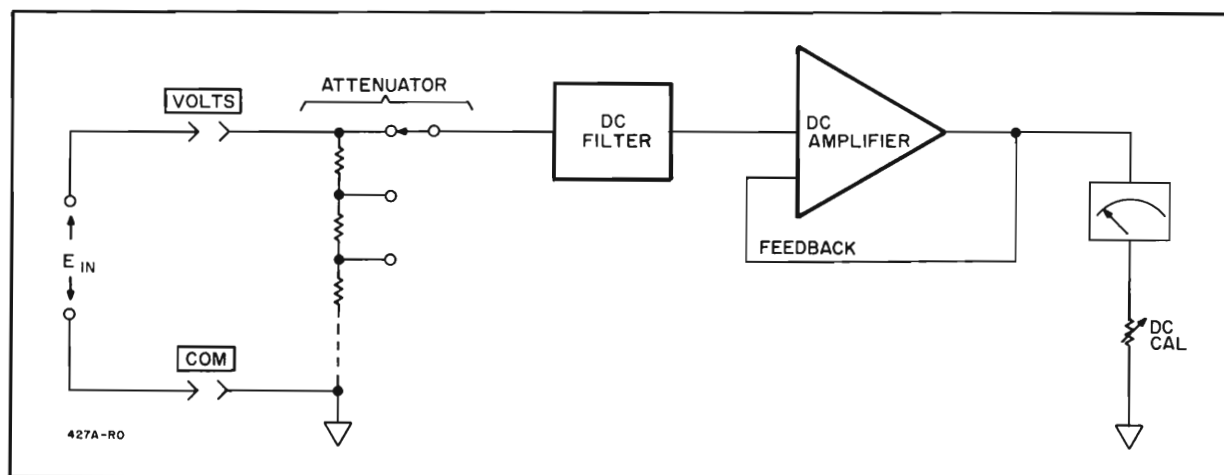 ATTENUATOR
VOLTS
DC
FILTER
DC
AMPLIFIER
FEEDBACK
E IN
DC
CAL
COM
427A-RO